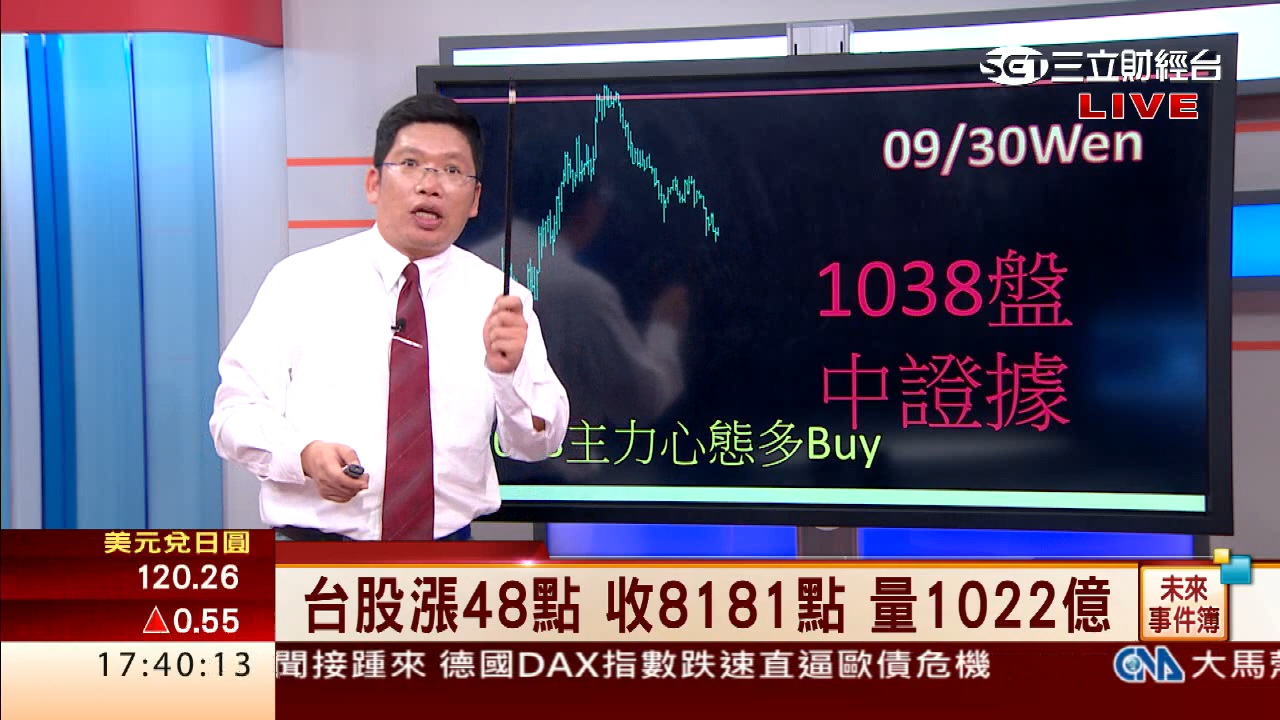 SET三立財經台
LIVE
09/30Wen
1038盤
中證據
主力心態多Buy
美元兌日圓
120.26
△0.55
台股漲48點 收8181點 量1022億
未來
事件簿
17:40:13
聞接踵來 德國DAX指數跌速直逼歐債危機
CNA 大馬